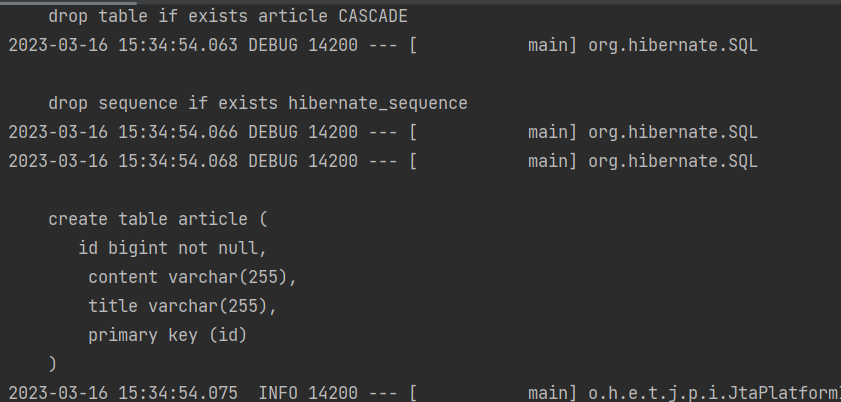 drop table if exists article CASCADE
2023-03-16 15:34:54.063 DEBUG 14200 --- [           main] org.hibernate.SQL
drop sequence if exists hibernate_sequence
2023-03-16 15:34:54.066 DEBUG 14200 --- [           main] org.hibernate.SQL
2023-03-16 15:34:54.068 DEBUG 14200 --- [           main] org.hibernate.SQL
create table article (
id bigint not null,
content varchar(255),
title varchar(255),
primary key (id)
)
2023-03-16 15:34:54.075  INFO 14200 --- [           main] o.h.e.t.j.p.i.JtaPlatform